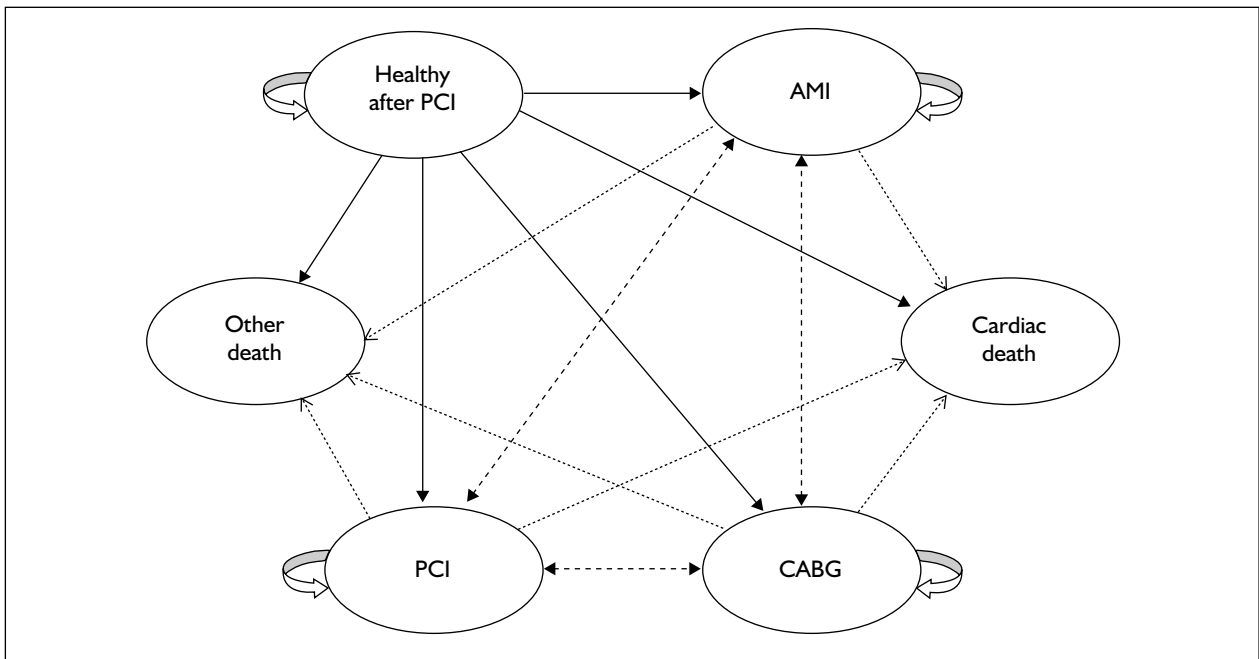 Healthy
after PCI
AMI
Other
death
Cardiac
death
PCI
CABG